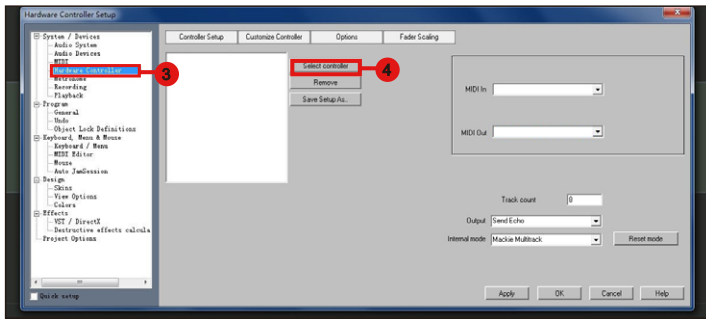 Hardware Controller Setup
System / Devices
Audio System
Audio Devices
MIDI
Hardware Controller
Metronome
Recording
Playback
Program
General
Undo
Object Lock Definitions
Keyboard, Menu & Mouse
Keyboard / Menu
MIDI Editor
Mouse
Auto JamSession
Design
Skins
View Options
Colors
Effects
VST / DirectX
Destructive effects calcula
Project Options
Quick setup
3
Controller Setup
Customize Controller
Options
Fader Scaling
Select controller
4
Remove
Save Setup As..
MIDI In
MIDI Out
Track count 0
Output Send Echo
Internal mode Mackie Multitrack Reset mode
Apply OK Cancel Help